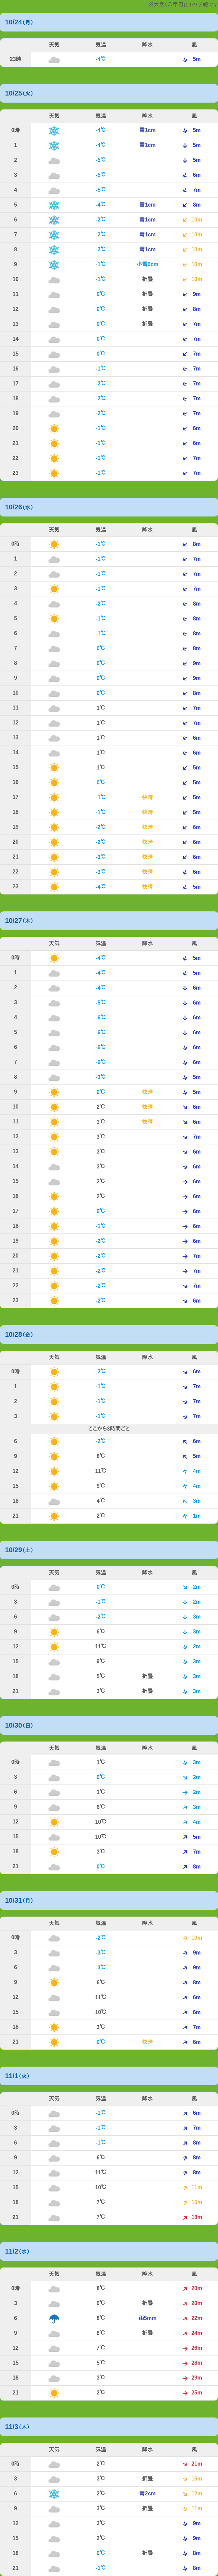 ※大岳（八甲田山）の予報です
10/24(月)
天気 気温 降水 風
23時 -4℃ 5m
10/25(火)
天気 気温 降水 風
0時 -4℃ 雪1cm 5m
1 -4℃ 雪1cm 5m
2 -5℃ 5m
3 -5℃ 6m
4 -5℃ 7m
5 -4℃ 雪1cm 8m
6 -2℃ 雪1cm 10m
7 -2℃ 雪1cm 10m
8 -2℃ 雪1cm 10m
9 -1℃ 小雪0cm 10m
10 -1℃ 折畳 10m
11 0℃ 折畳 9m
12 0℃ 折畳 8m
13 0℃ 折畳 7m
14 0℃ 7m
15 0℃ 7m
16 -1℃ 7m
17 -2℃ 7m
18 -2℃ 7m
19 -2℃ 7m
20 -1℃ 6m
21 -1℃ 6m
22 -1℃ 7m
23 -1℃ 7m
10/26(水)
天気 気温 降水 風
0時 -1℃ 8m
1 -1℃ 7m
2 -1℃ 7m
3 -1℃ 7m
4 -2℃ 8m
5 -1℃ 8m
6 -1℃ 8m
7 0℃ 8m
8 0℃ 9m
9 0℃ 9m
10 0℃ 8m
11 1℃ 7m
12 1℃ 7m
13 1℃ 6m
14 1℃ 6m
15 1℃ 5m
16 0℃ 5m
17 -1℃ 快晴 5m
18 -1℃ 快晴 5m
19 -2℃ 快晴 6m
20 -2℃ 快晴 6m
21 -3℃ 快晴 6m
22 -3℃ 快晴 6m
23 -4℃ 快晴 5m
10/27(木)
天気 気温 降水 風
0時 -4℃ 5m
1 -4℃ 5m
2 -4℃ 6m
3 -5℃ 6m
4 -6℃ 6m
5 -6℃ 6m
6 -6℃ 6m
7 -6℃ 6m
8 -3℃ 5m
9 0℃ 快晴 5m
10 2℃ 快晴 6m
11 3℃ 快晴 6m
12 3℃ 7m
13 3℃ 6m
14 3℃ 6m
15 2℃ 6m
16 2℃ 6m
17 0℃ 6m
18 -1℃ 6m
19 -2℃ 6m
20 -2℃ 7m
21 -2℃ 7m
22 -2℃ 7m
23 -2℃ 6m
10/28(金)
天気 気温 降水 風
0時 -2℃ 6m
1 -1℃ 7m
2 -1℃ 7m
3 -1℃ 7m
ここから3時間ごと
6 -2℃ 6m
9 8℃ 5m
12 11℃ 4m
15 9℃ 4m
18 4℃ 3m
21 2℃ 1m
10/29(土)
天気 気温 降水 風
0時 0℃ 2m
3 -1℃ 2m
6 -2℃ 3m
9 6℃ 3m
12 11℃ 2m
15 9℃ 3m
18 5℃ 折畳 3m
21 3℃ 折畳 3m
10/30(日)
天気 気温 降水 風
0時 1℃ 3m
3 0℃ 2m
6 1℃ 2m
9 6℃ 3m
12 10℃ 4m
15 10℃ 5m
18 3℃ 7m
21 0℃ 8m
10/31(月)
天気 気温 降水 風
0時 -2℃ 10m
3 -3℃ 9m
6 -3℃ 9m
9 6℃ 8m
12 11℃ 6m
15 10℃ 6m
18 3℃ 7m
21 0℃ 快晴 6m
11/1(火)
天気 気温 降水 風
0時 -1℃ 6m
3 -1℃ 7m
6 -1℃ 8m
9 6℃ 8m
12 11℃ 8m
15 10℃ 11m
18 7℃ 15m
21 7℃ 18m
11/2(水)
天気 気温 降水 風
0時 8℃ 20m
3 9℃ 折畳 20m
6 8℃ 雨5mm 22m
9 8℃ 折畳 24m
12 7℃ 26m
15 5℃ 28m
18 3℃ 29m
21 2℃ 25m
11/3(木)
天気 気温 降水 風
0時 2℃ 21m
3 3℃ 折畳 16m
6 2℃ 雪2cm 12m
9 3℃ 折畳 11m
12 3℃ 9m
15 2℃ 9m
18 0℃ 折畳 8m
21 -1℃ 8m